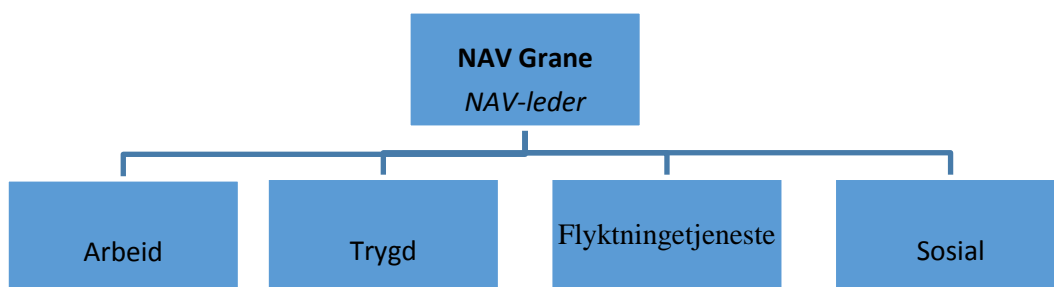 NAV Grane
NAV-leder
Arbeid
Trygd
Flyktningetjeneste
Sosial